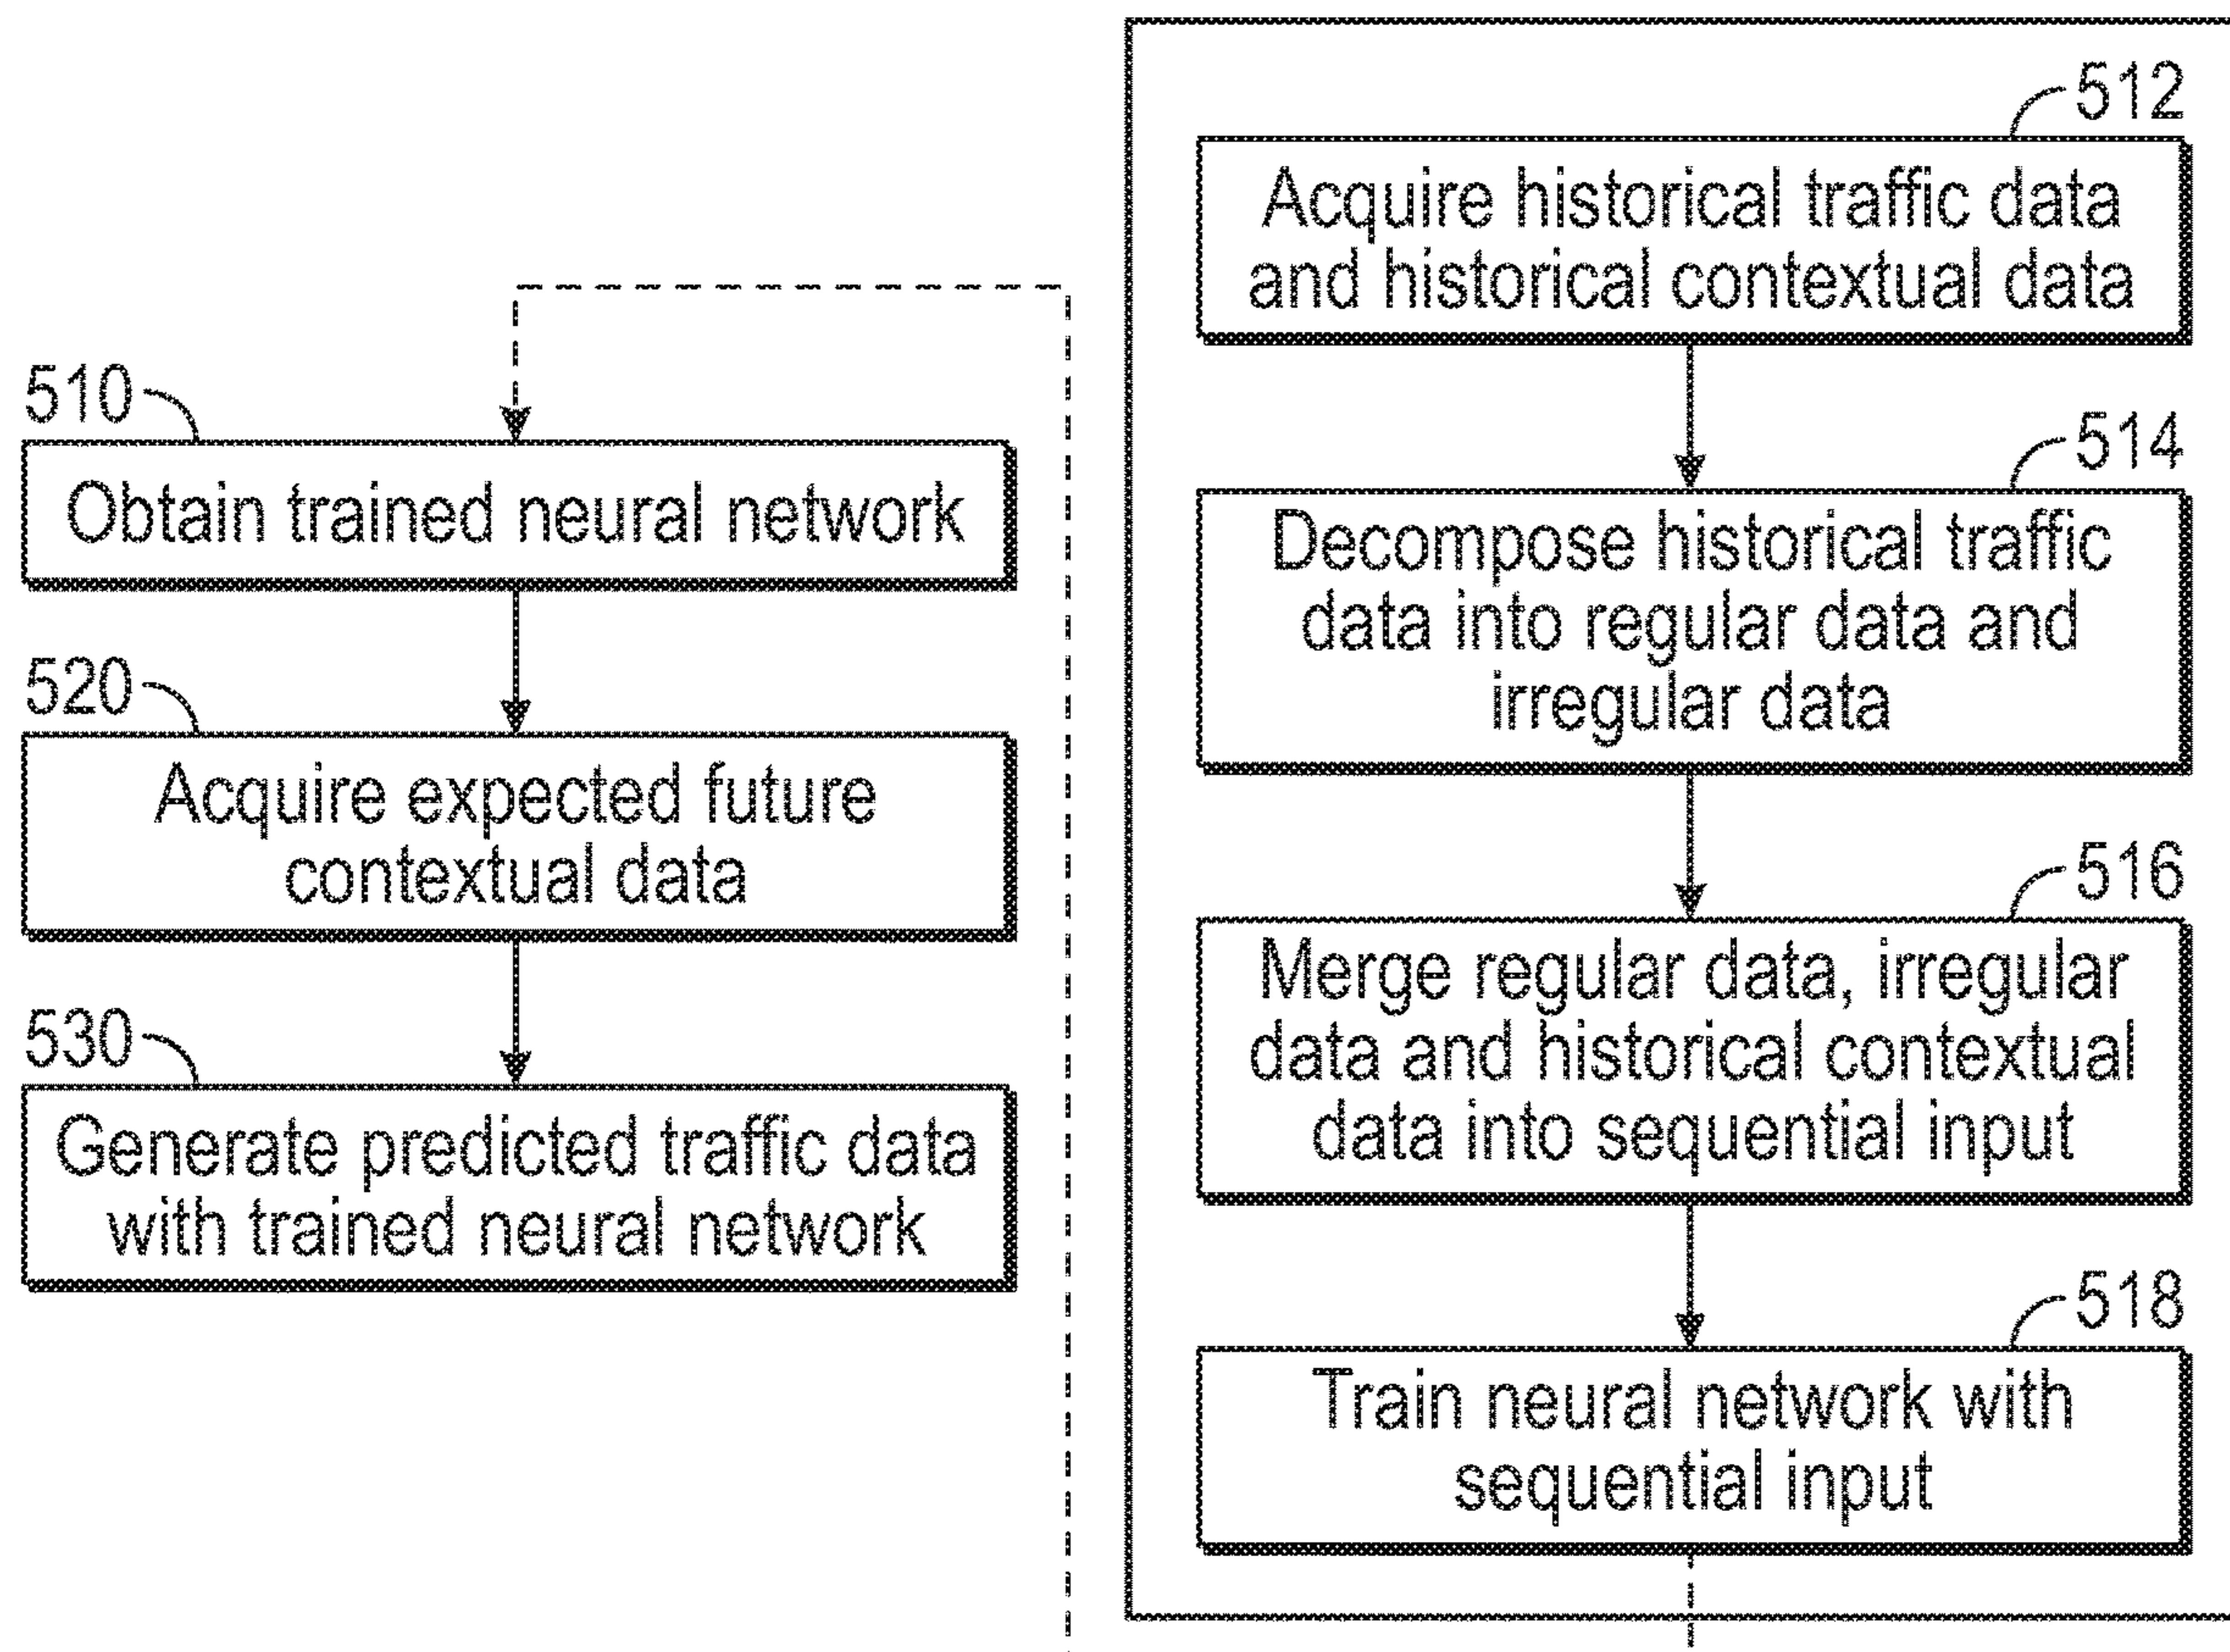 510
Obtain trained neural network
520
Acquire expected future
contextual data
530
Generate predicted traffic data
with trained neural network
512
Acquire historical traffic data
and historical contextual data
514
Decompose historical traffic
data into regular data and
irregular data
516
Merge regular data, irregular
data and historical contextual
data into sequential input
518
Train neural network with
sequential input